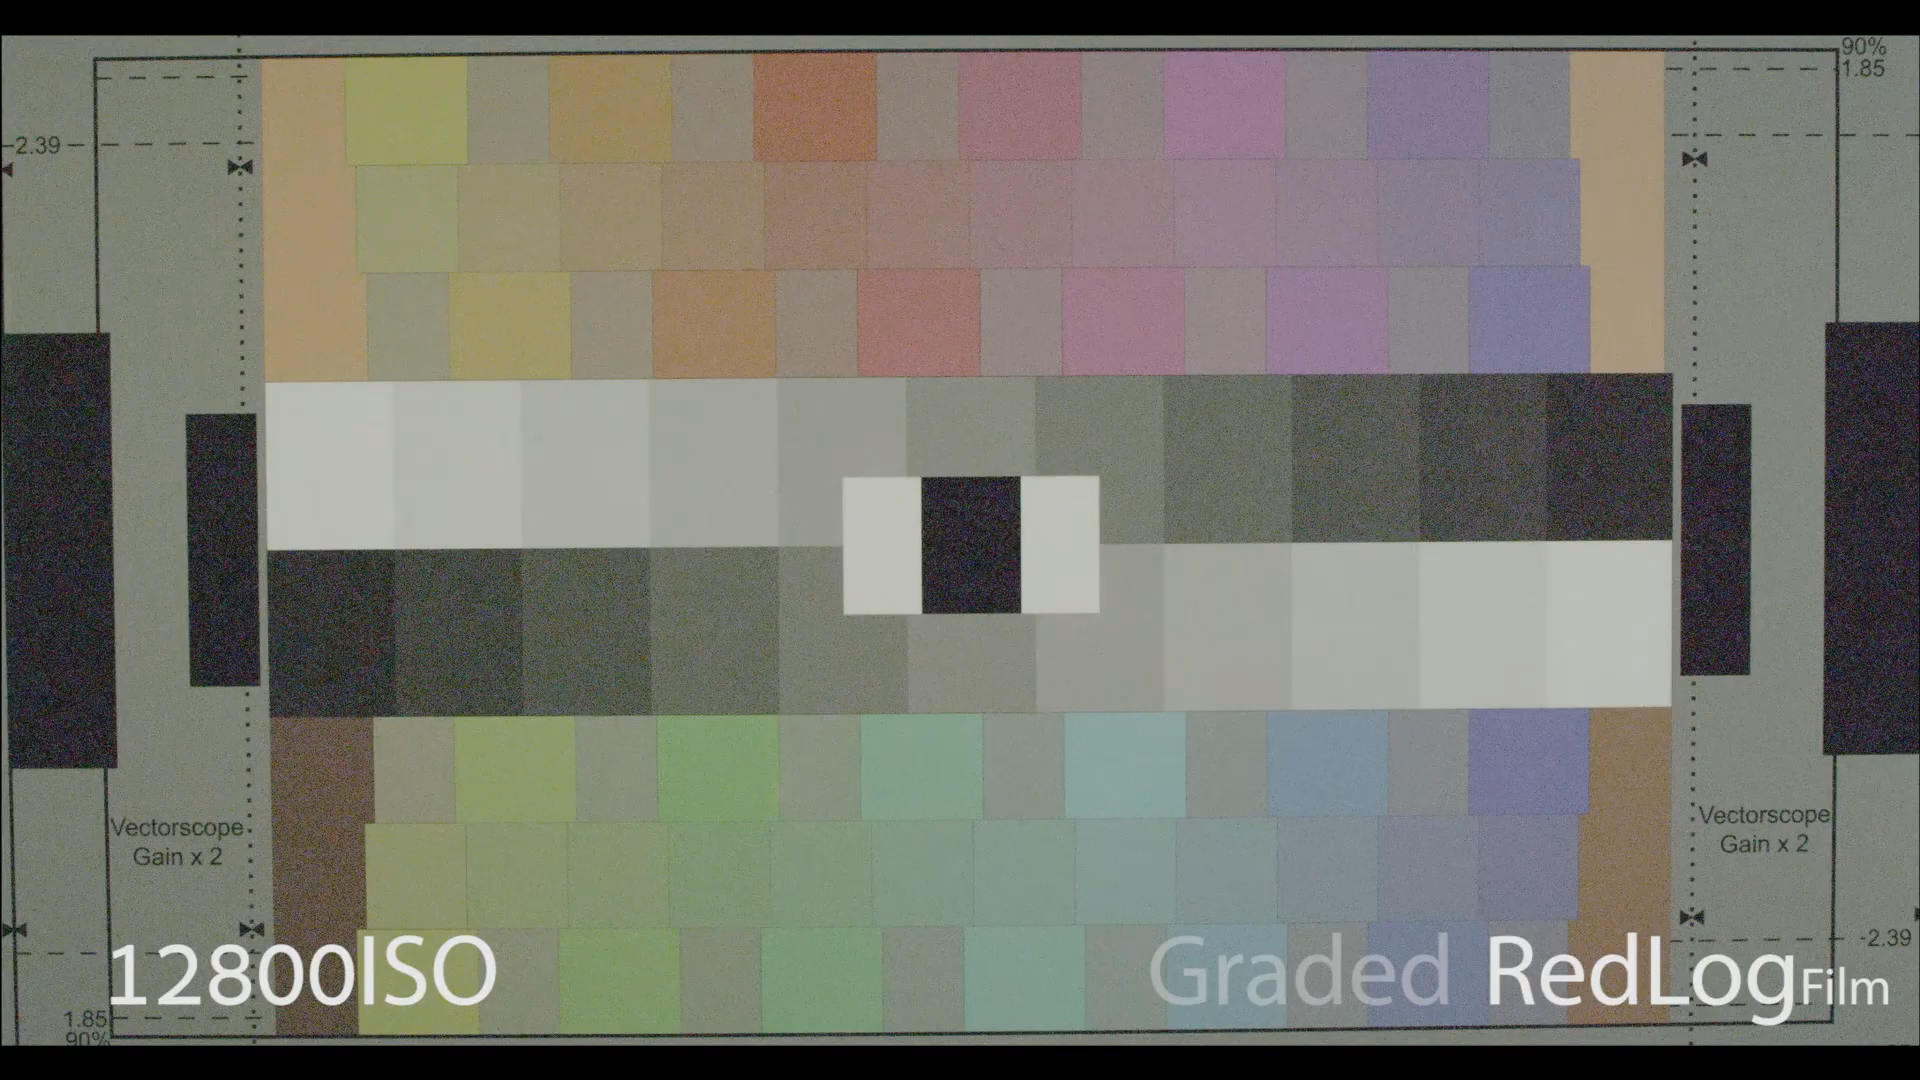 90%
1.85
-2.39
Vectorscope
Gain x 2
Vectorscope
Gain x 2
12800ISO
Graded RedLogFilm
-2.39
1.85
90%